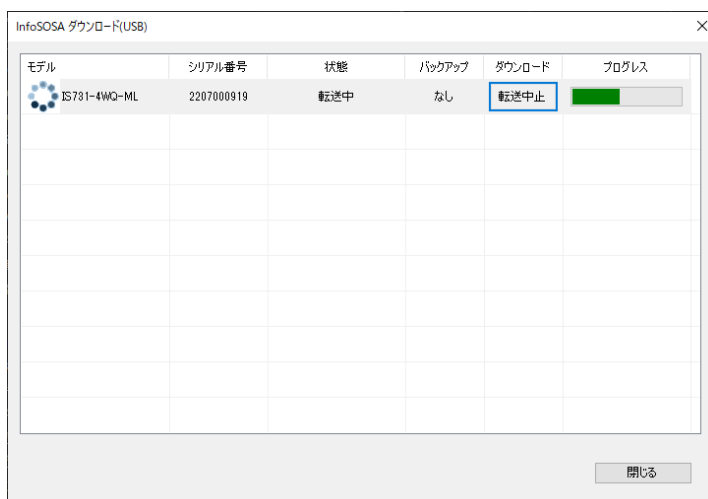 InfoSOSA ダウンロード(USB)
モデル シリアル番号 状態 バックアップ ダウンロード プログレス
IS731-4WQ-ML 2207000919 転送中 なし 転送中止
閉じる